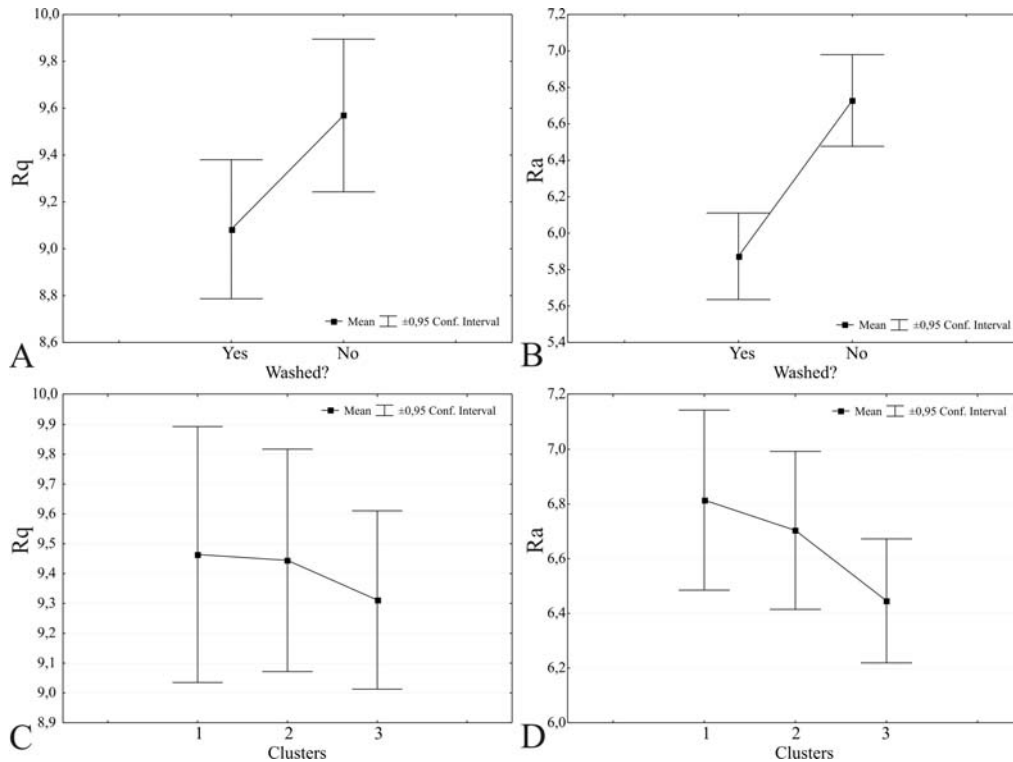 10,0
9,8
9,6
9,4
9,2
9,0
8,8
8,6
Rq
Mean ±0,95 Conf. Interval
Yes No
Washed?
A
7,2
7,0
6,8
6,6
6,4
6,2
6,0
5,8
5,6
5,4
Ra
Mean ±0,95 Conf. Interval
Yes No
Washed?
B
10,0
9,9
9,8
9,7
9,6
9,5
9,4
9,3
9,2
9,1
9,0
8,9
Rq
Mean ±0,95 Conf. Interval
1 2 3
Clusters
C
7,2
7,0
6,8
6,6
6,4
6,2
6,0
Ra
Mean ±0,95 Conf. Interval
1 2 3
Clusters
D